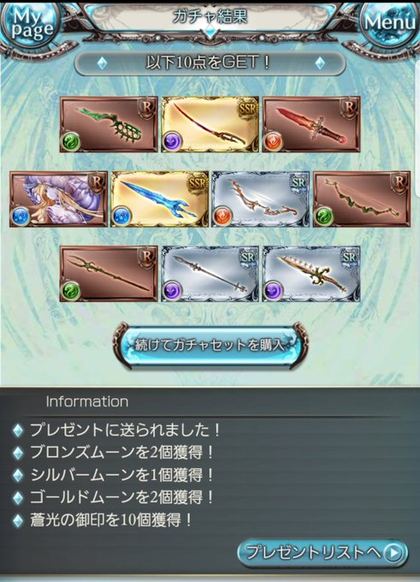 My page
ガチャ結果
Menu
以下10点をGET！
R
SSR
R
R
SSR
SR
R
R
SR
SR
続けてガチャセットを購入
Information
プレゼントに送られました！
ブロンズムーンを2個獲得！
シルバームーンを1個獲得！
ゴールドムーンを2個獲得！
蒼光の御印を10個獲得！
プレゼントリストへ